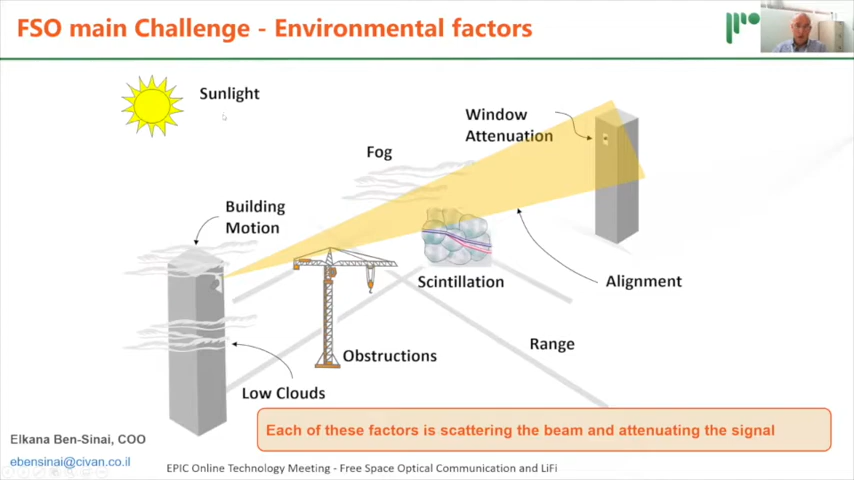 FSO main Challenge - Environmental factors
Sunlight
Window
Attenuation
Fog
Building
Motion
Scintillation
Alignment
Obstructions
Range
Low Clouds
Each of these factors is scattering the beam and attenuating the signal
Elkana Ben-Sinai, COO
ebensinai@civan.co.il
EPIC Online Technology Meeting - Free Space Optical Communication and LiFi